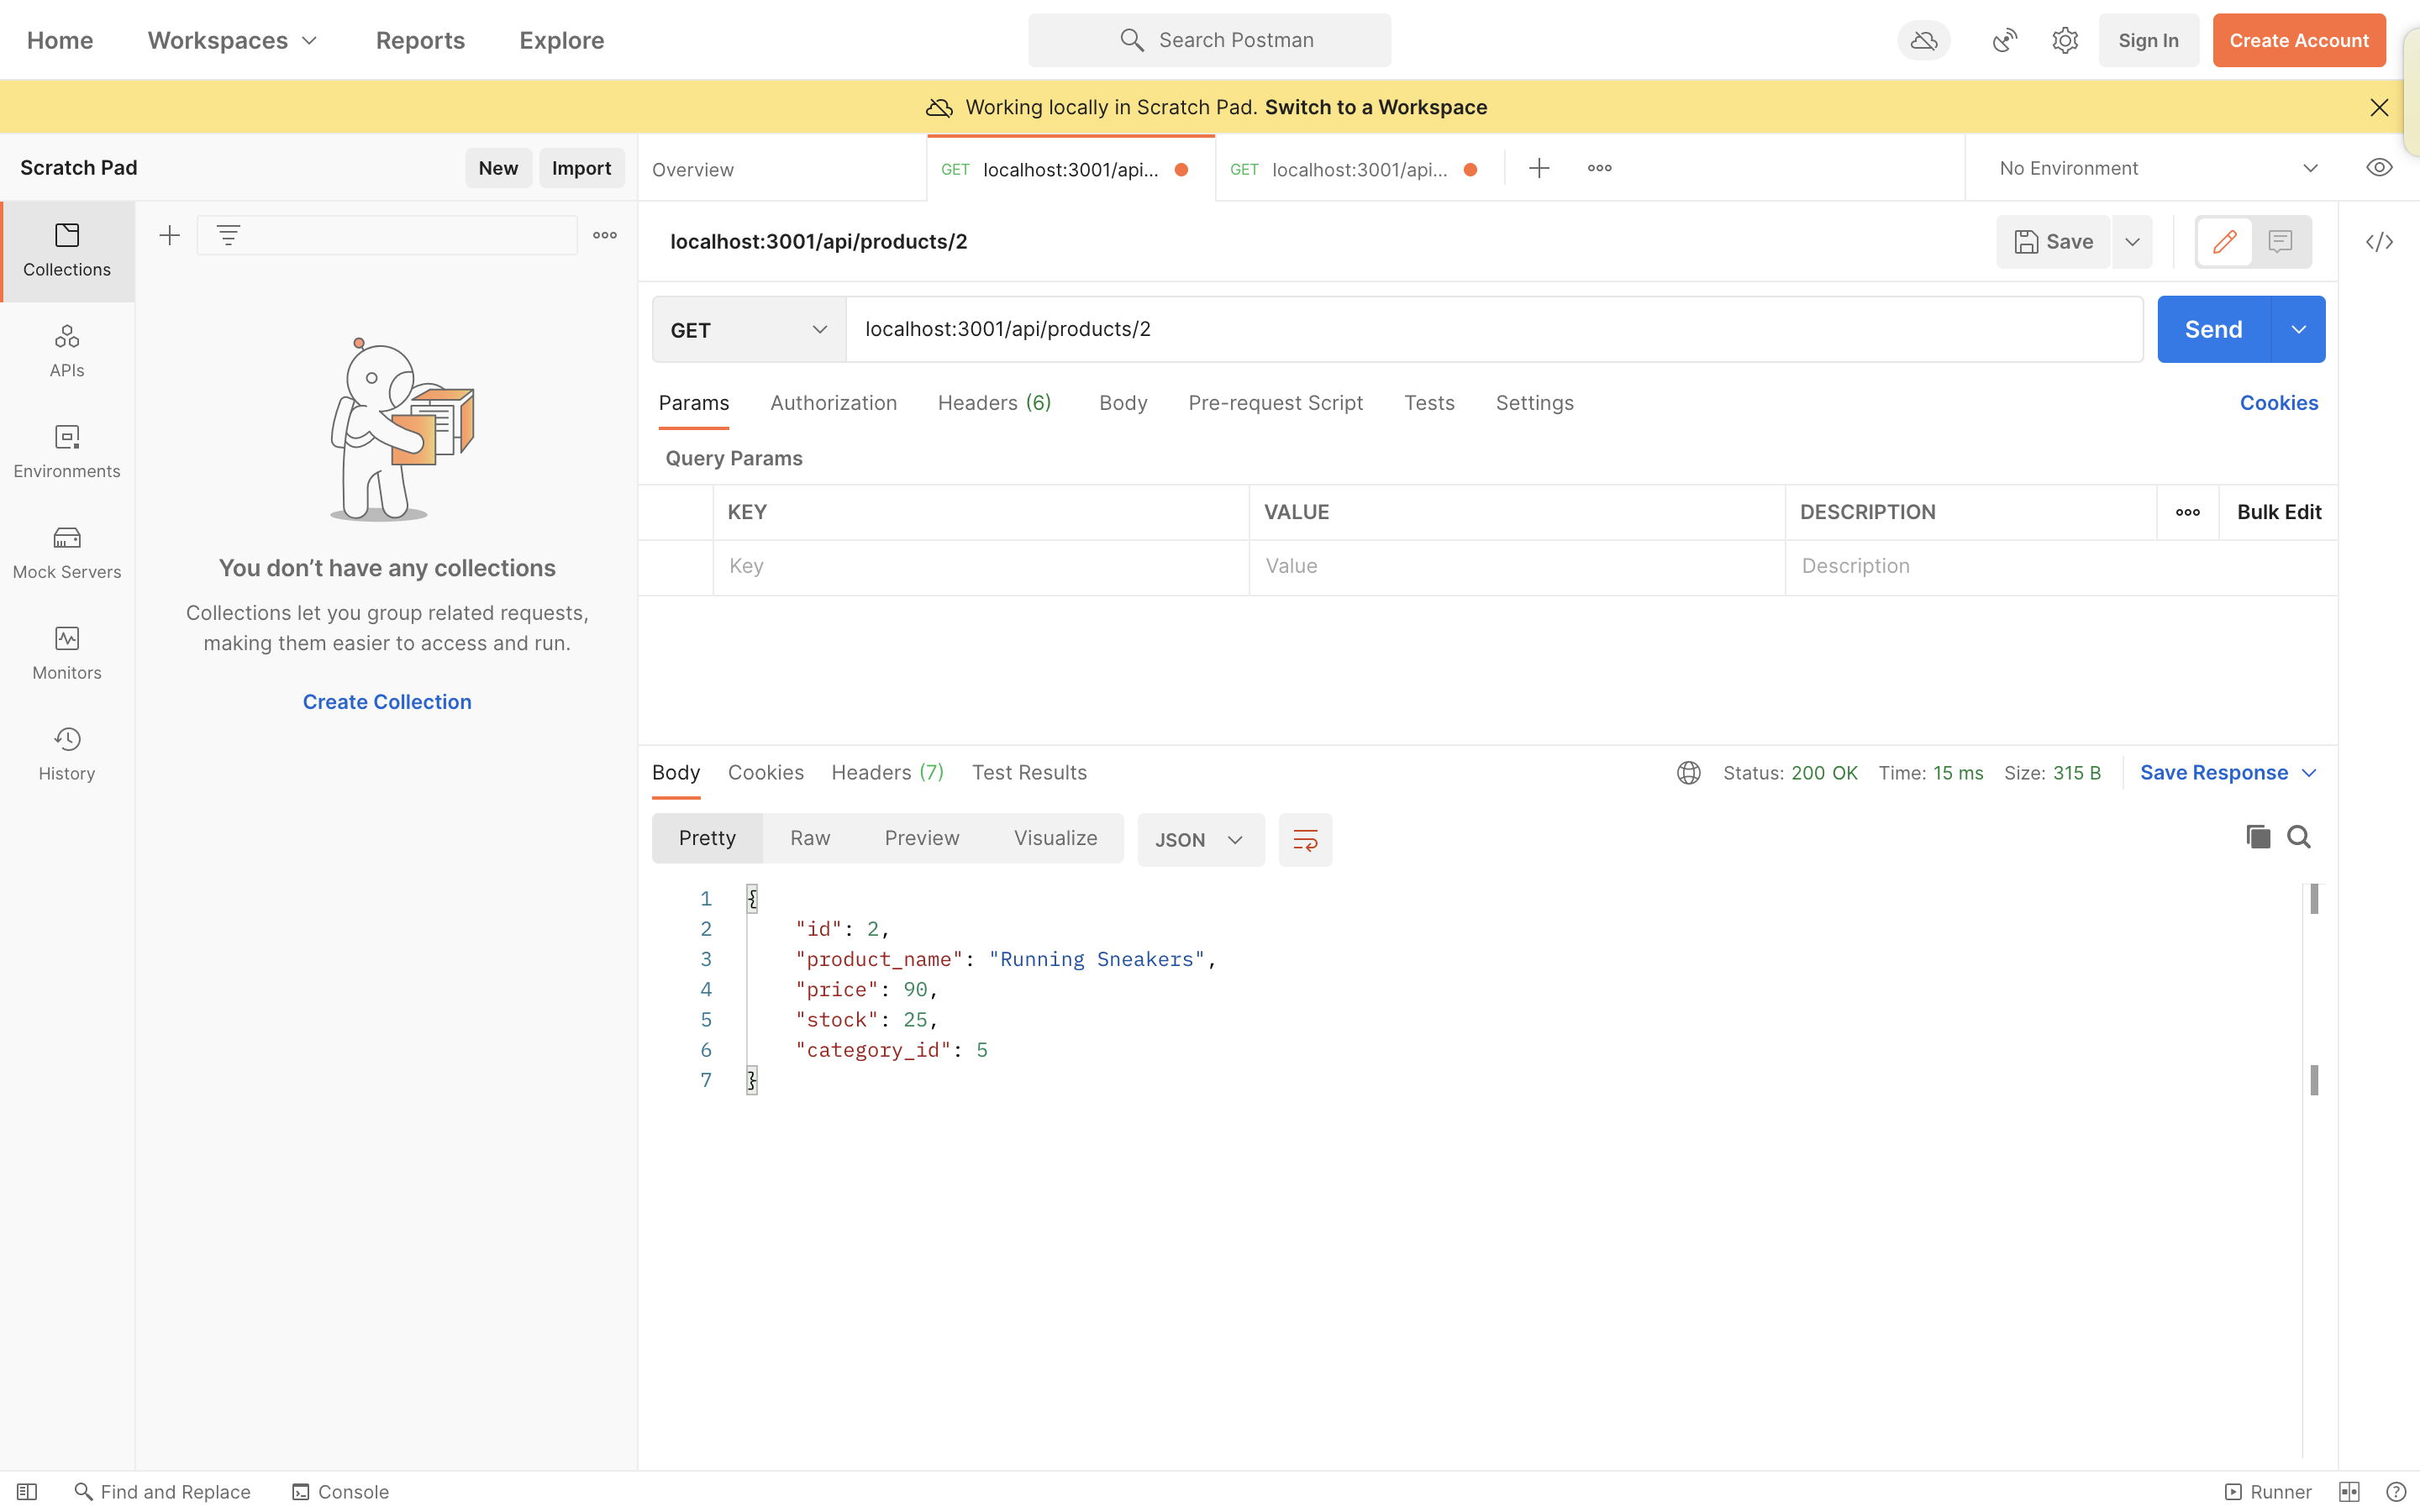 Home Workspaces Reports Explore Search Postman Sign In Create Account
Working locally in Scratch Pad. Switch to a Workspace
Scratch Pad New Import Overview GET localhost:3001/api... GET localhost:3001/api... No Environment
Collections
APIs
Environments
Mock Servers
Monitors
History
You don’t have any collections
Collections let you group related requests,
making them easier to access and run.
Create Collection
localhost:3001/api/products/2 Save
GET localhost:3001/api/products/2 Send
Params Authorization Headers (6) Body Pre-request Script Tests Settings Cookies
Query Params
KEY VALUE DESCRIPTION Bulk Edit
Key Value Description
Body Cookies Headers (7) Test Results Status: 200 OK Time: 15 ms Size: 315 B Save Response
Pretty Raw Preview Visualize JSON
1 {
2 "id": 2,
3 "product_name": "Running Sneakers",
4 "price": 90,
5 "stock": 25,
6 "category_id": 5
7 }
Find and Replace Console Runner